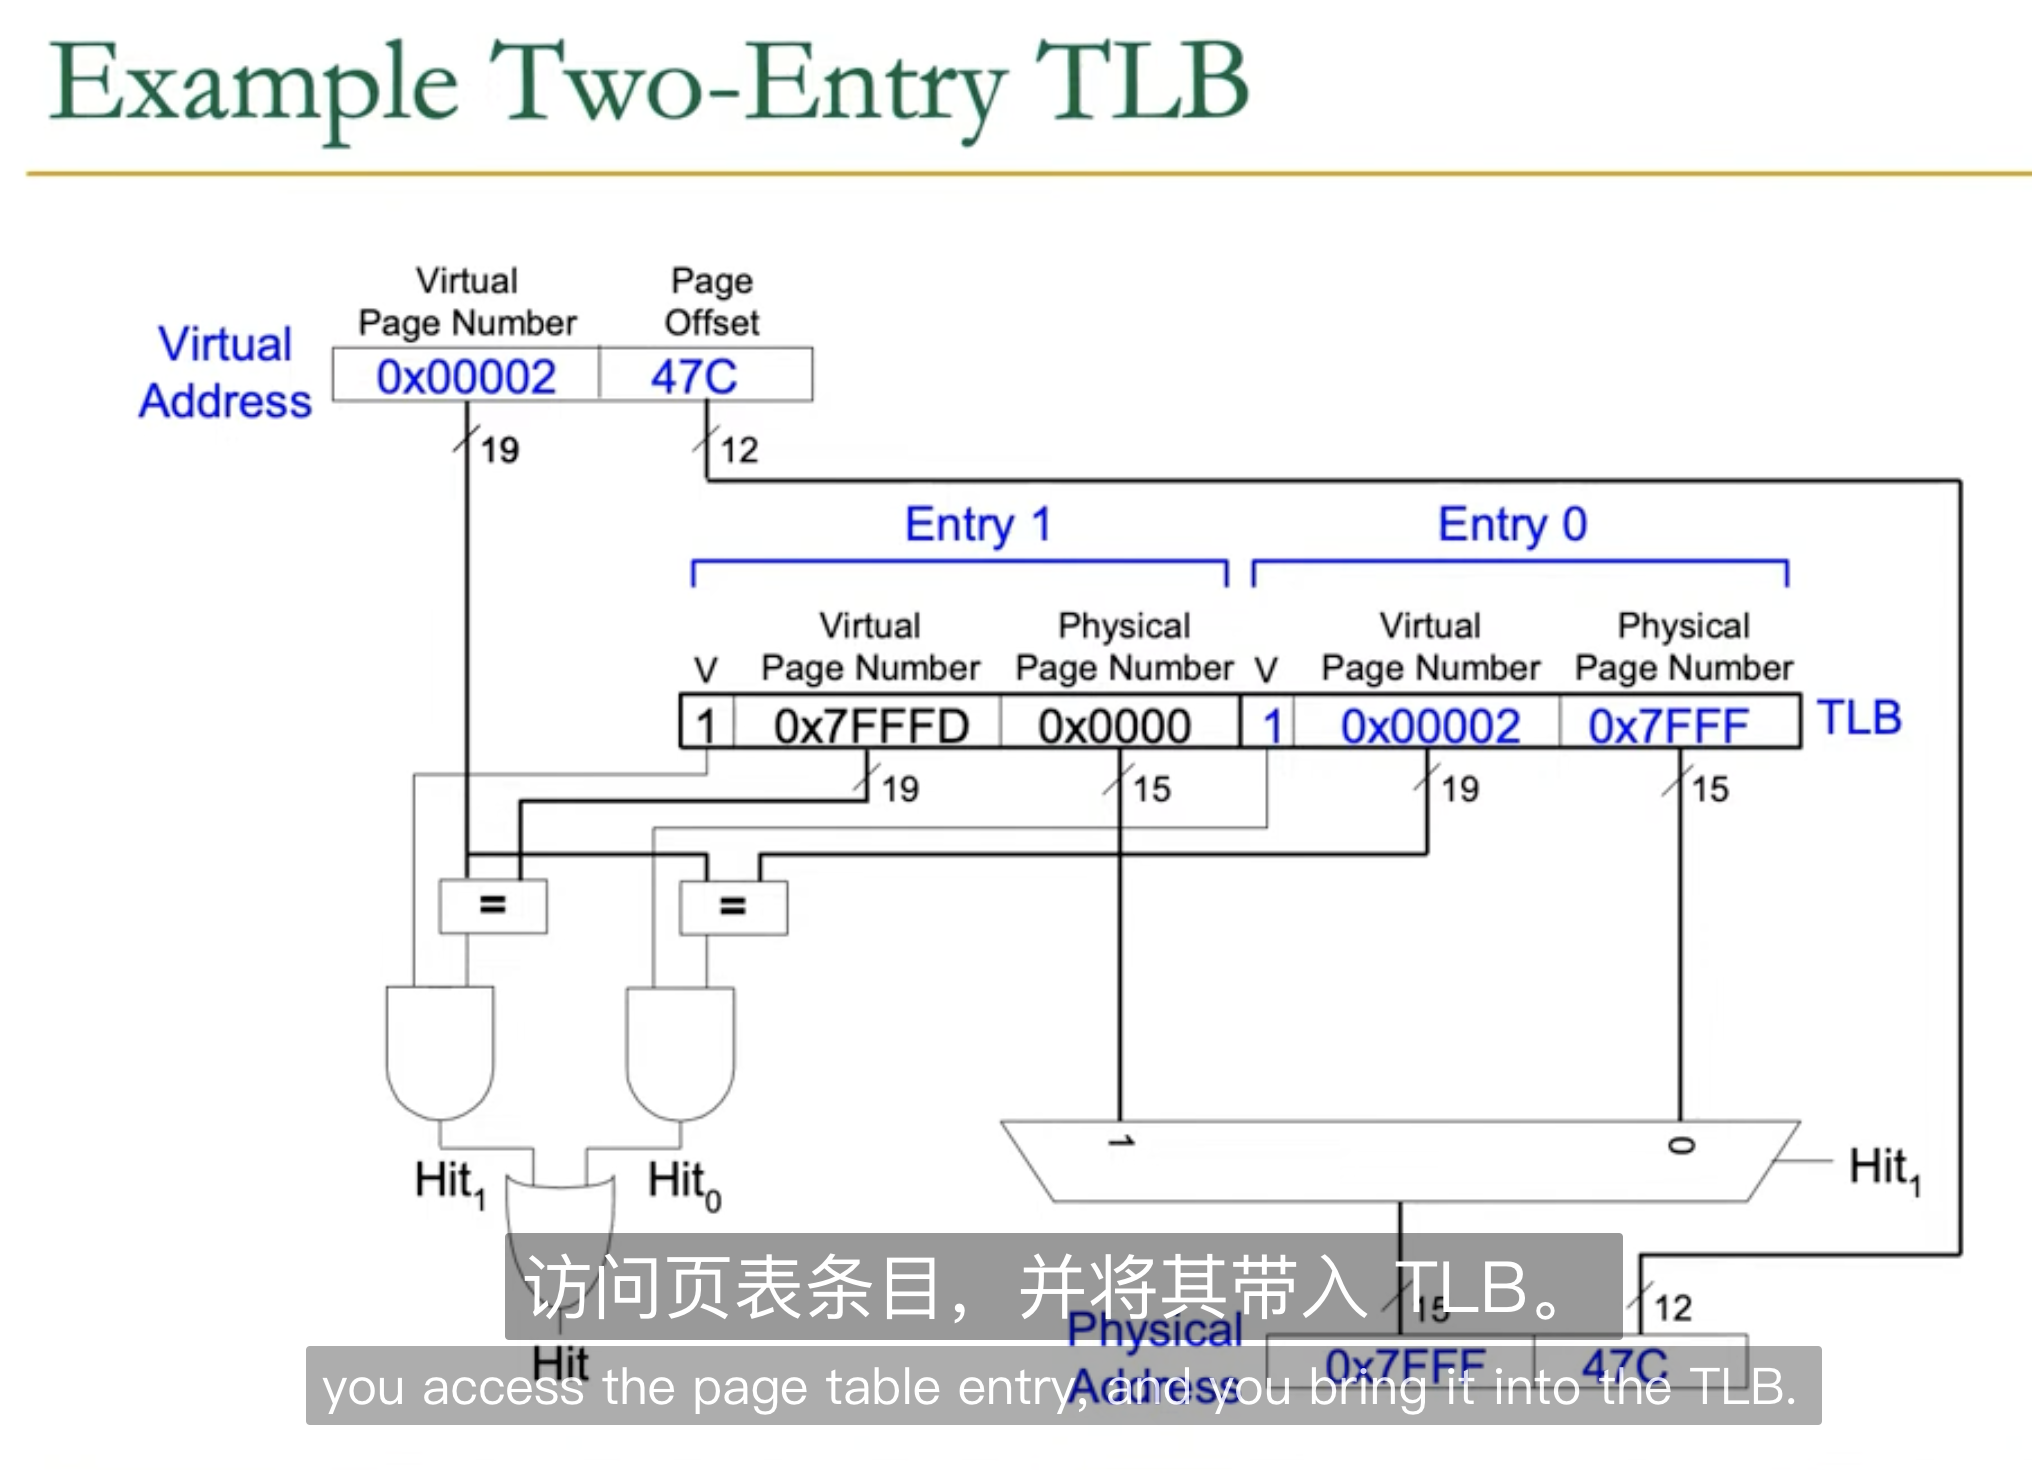 Example Two-Entry TLB
Virtual
Page Number
Page
Offset
Virtual
Address
0x00002
47C
19
12
Entry 1
Entry 0
V
Virtual
Page Number
Physical
Page Number
V
Virtual
Page Number
Physical
Page Number
1
0x7FFFD
0x0000
1
0x00002
0x7FFF
TLB
19
15
19
15
=
=
1
0
Hit1
Hit1
Hit0
访问页表条目，并将其带入 TLB。
15
12
Hit
Physical
Address
0x7FFF
47C
you access the page table entry, and you bring it into the TLB.